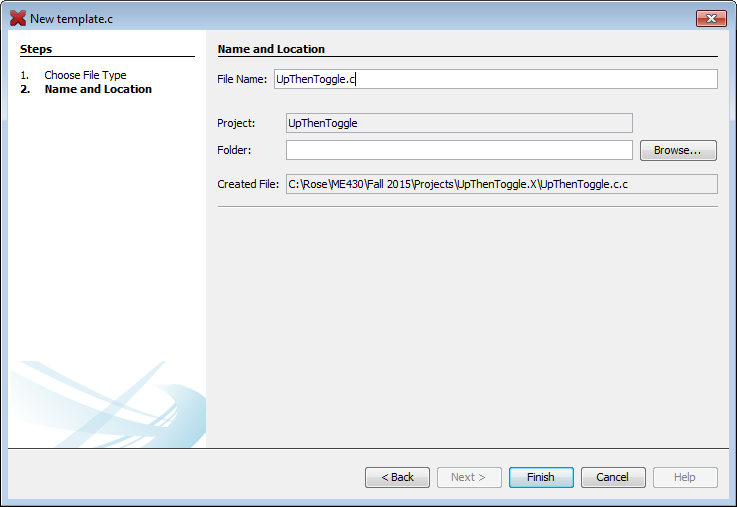 New template.c
Steps
1. Choose File Type
2. Name and Location
Name and Location
File Name: UpThenToggle.c
Project: UpThenToggle
Folder: Browse...
Created File: C:\Rose\ME430\Fall 2015\Projects\UpThenToggle.X\UpThenToggle.c.c
< Back Next > Finish Cancel Help